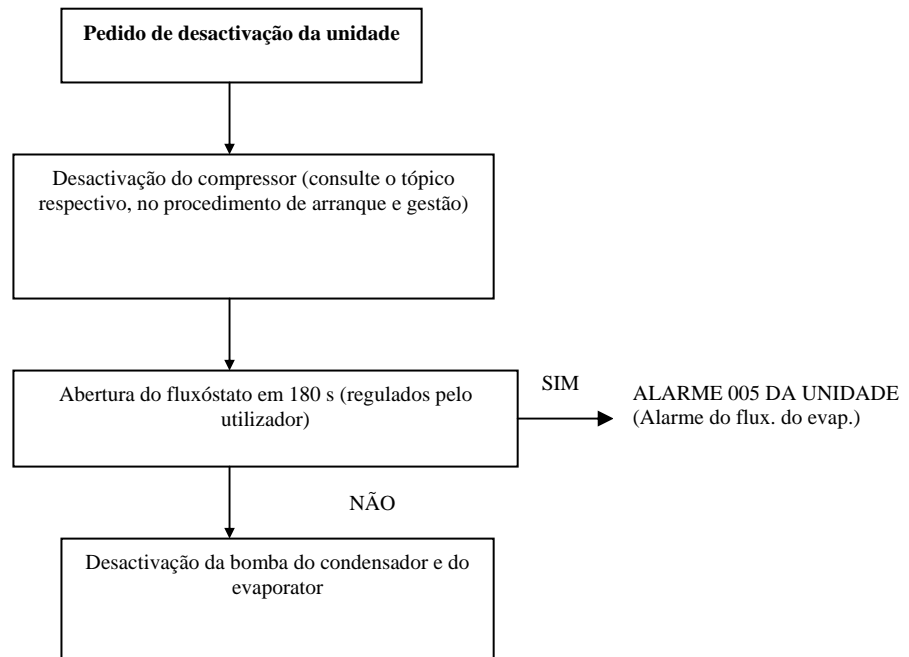 Pedido de desactivação da unidade
Desactivação do compressor (consulte o tópico
respectivo, no procedimento de arranque e gestão)
Abertura do fluxóstato em 180 s (regulados pelo
utilizador)
SIM
ALARME 005 DA UNIDADE
(Alarme do flux. do evap.)
NÃO
Desactivação da bomba do condensador e do
evaporator